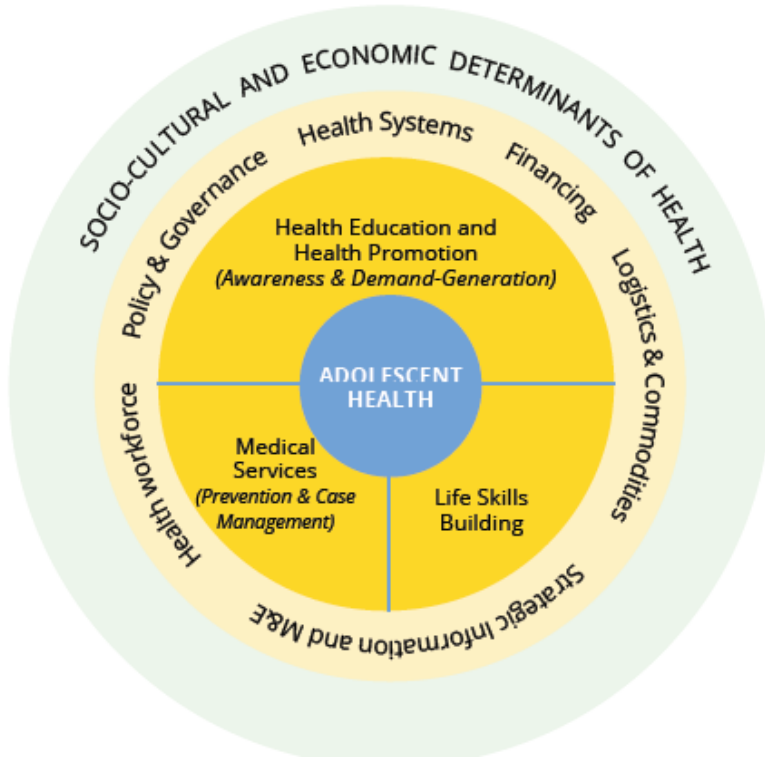 SOCIO-CULTURAL AND ECONOMIC DETERMINANTS OF HEALTH
Health Systems
Financing
Policy & Governance
Logistics & Commodities
Health workforce
Strategic Information and M&E
Health Education and
Health Promotion
(Awareness & Demand-Generation)
ADOLESCENT
HEALTH
Medical
Services
(Prevention & Case
Management)
Life Skills
Building